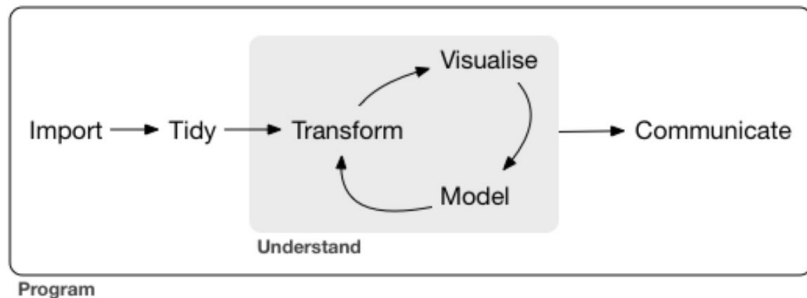 Visualise
Import
Tidy
Transform
Communicate
Model
Understand
Program